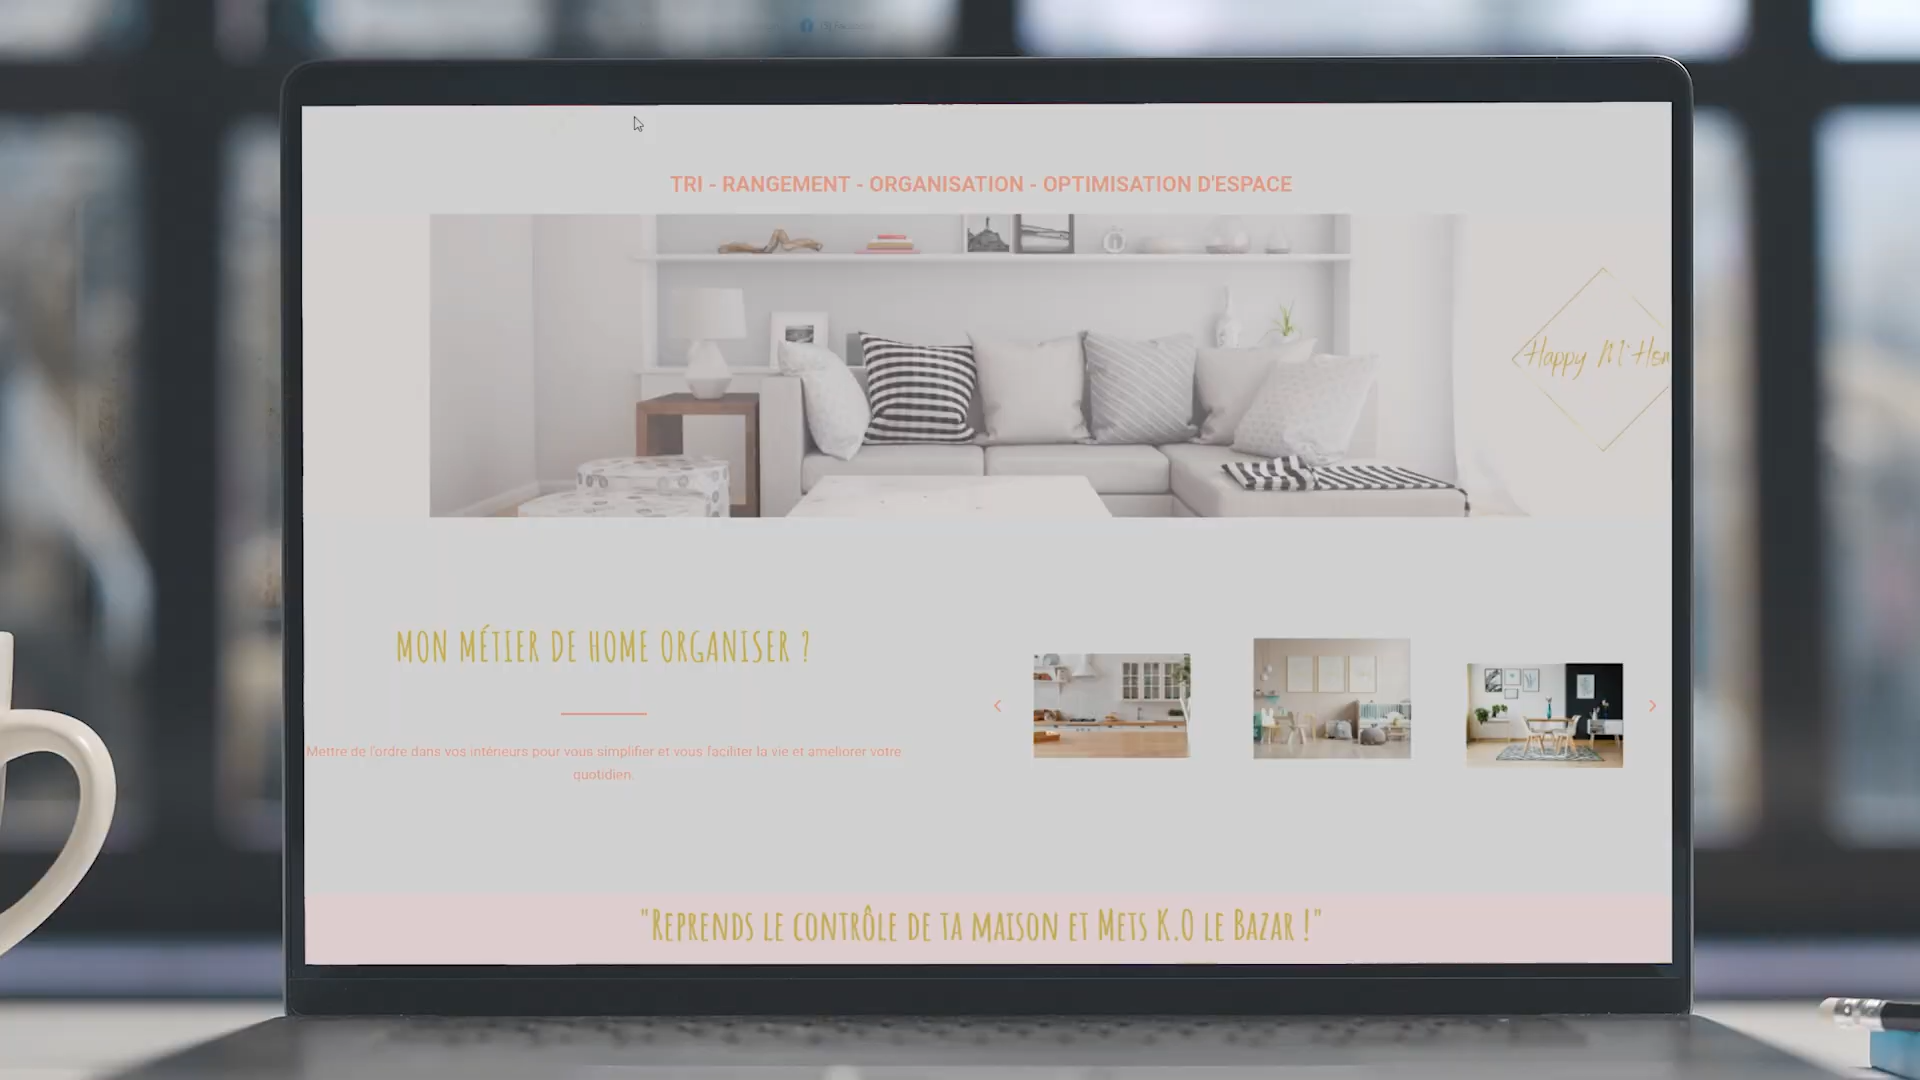 TRI - RANGEMENT - ORGANISATION - OPTIMISATION D'ESPACE
Happy M'Hom
MON MÉTIER DE HOME ORGANISER ?
Mettre de l'ordre dans vos intérieurs pour vous simplifier et vous faciliter la vie et ameliorer votre
quotidien.
"Reprends le contrôle de ta maison et Mets K.O le Bazar !"